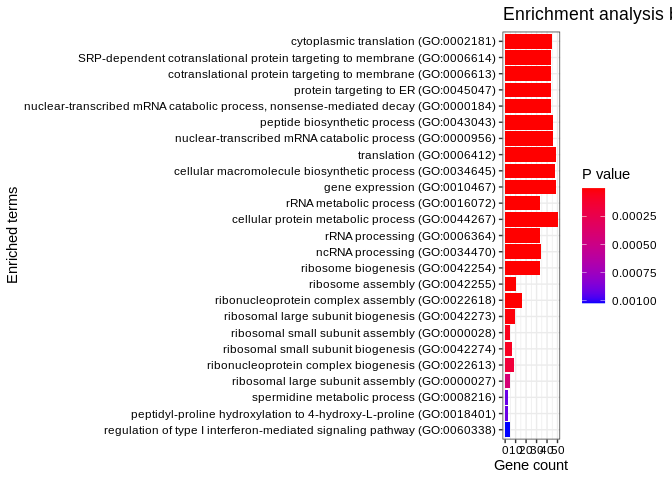 Enrichment analysis b
cytoplasmic translation (GO:0002181)
SRP-dependent cotranslational protein targeting to membrane (GO:0006614)
cotranslational protein targeting to membrane (GO:0006613)
protein targeting to ER (GO:0045047)
nuclear-transcribed mRNA catabolic process, nonsense-mediated decay (GO:0000184)
peptide biosynthetic process (GO:0043043)
nuclear-transcribed mRNA catabolic process (GO:0000956)
translation (GO:0006412)
cellular macromolecule biosynthetic process (GO:0034645)
gene expression (GO:0010467)
rRNA metabolic process (GO:0016072)
cellular protein metabolic process (GO:0044267)
rRNA processing (GO:0006364)
ncRNA processing (GO:0034470)
ribosome biogenesis (GO:0042254)
ribosome assembly (GO:0042255)
ribonucleoprotein complex assembly (GO:0022618)
ribosomal large subunit biogenesis (GO:0042273)
ribosomal small subunit assembly (GO:0000028)
ribosomal small subunit biogenesis (GO:0042274)
ribonucleoprotein complex biogenesis (GO:0022613)
ribosomal large subunit assembly (GO:0000027)
spermidine metabolic process (GO:0008216)
peptidyl-proline hydroxylation to 4-hydroxy-L-proline (GO:0018401)
regulation of type I interferon-mediated signaling pathway (GO:0060338)
Enriched terms
0 10 20 30 40 50
Gene count
P value
0.00025
0.00050
0.00075
0.00100